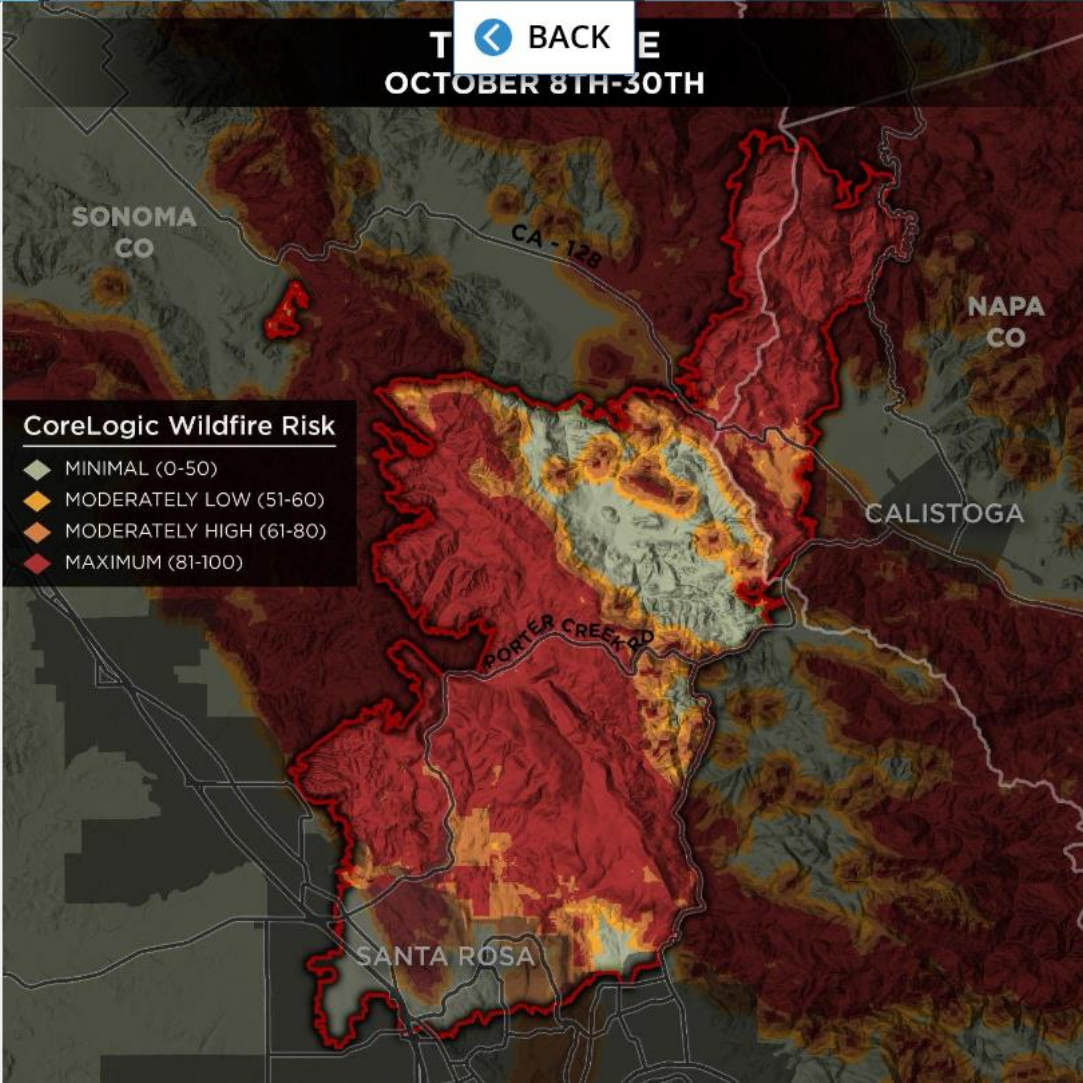 BACK
OCTOBER 8TH-30TH
SONOMA
CO
CA - 128
NAPA
CO
CoreLogic Wildfire Risk
MINIMAL (0-50)
MODERATELY LOW (51-60)
MODERATELY HIGH (61-80)
MAXIMUM (81-100)
CALISTOGA
PORTER CREEK RD
SANTA ROSA